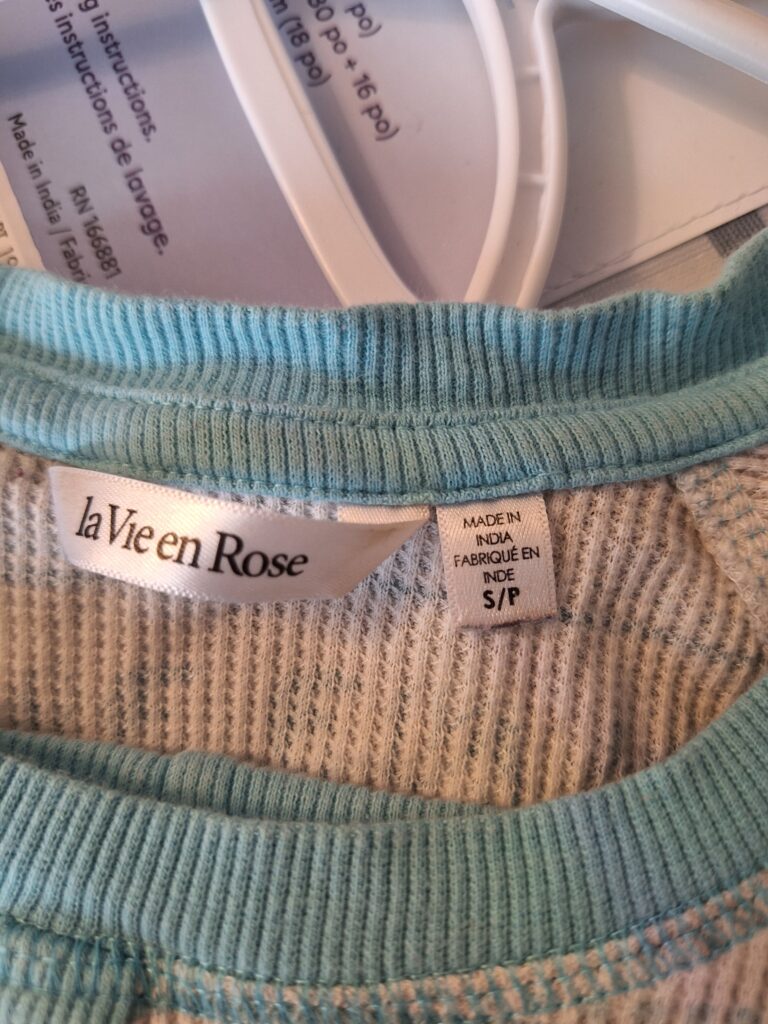 po)
80 po + 16 po)
m (18 po)
g instructions.
s instructions de lavage.
RN 166881
Made in India / Fabri
la Vie en Rose
MADE IN
INDIA
FABRIQUÉ EN
INDE
S/P